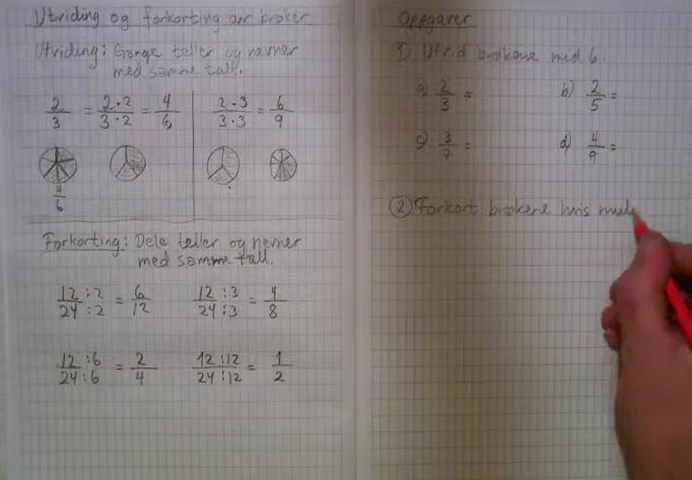 Utviding og forkorting av brøker
Utviding: Gange teller og nevner
med samme tall.
2/3 = 2·2/3·2 = 4/6
2·3/3·3 = 6/9
4/6
Forkorting: Dele teller og nevner
med samme tall.
12:2/24:2 = 6/12
12:3/24:3 = 4/8
12:6/24:6 = 2/4
12:12/24:12 = 1/2
Oppgaver
1) Utvid brøkene med 6.
a) 2/3 =
b) 2/5 =
c) 3/7 =
d) 4/9 =
2) Forkort brøkene hvis muli